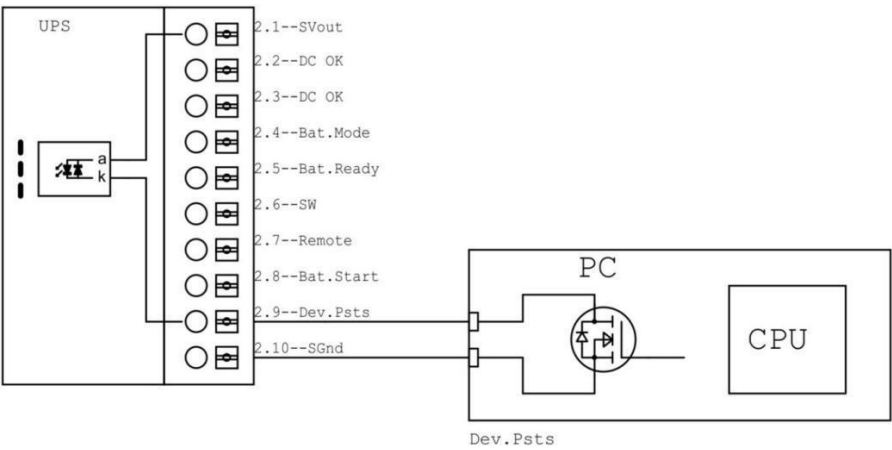 UPS
2.1--SVout
2.2--DC OK
2.3--DC OK
2.4--Bat.Mode
a
2.5--Bat.Ready
k
2.6--SW
2.7--Remote
2.8--Bat.Start
PC
2.9--Dev.Psts
CPU
2.10--SGnd
Dev.Psts